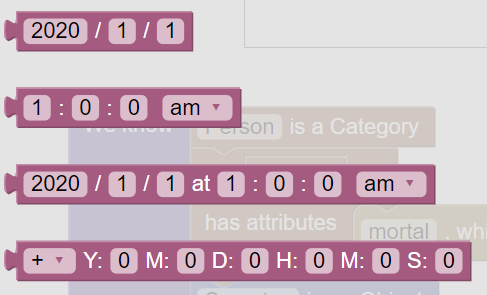 2020 / 1 / 1
1 : 0 : 0 am
We know Person is a Category
2020 / 1 / 1 at 1 : 0 : 0 am
has attributes mortal , whi
+ Y: 0 M: 0 D: 0 H: 0 M: 0 S: 0